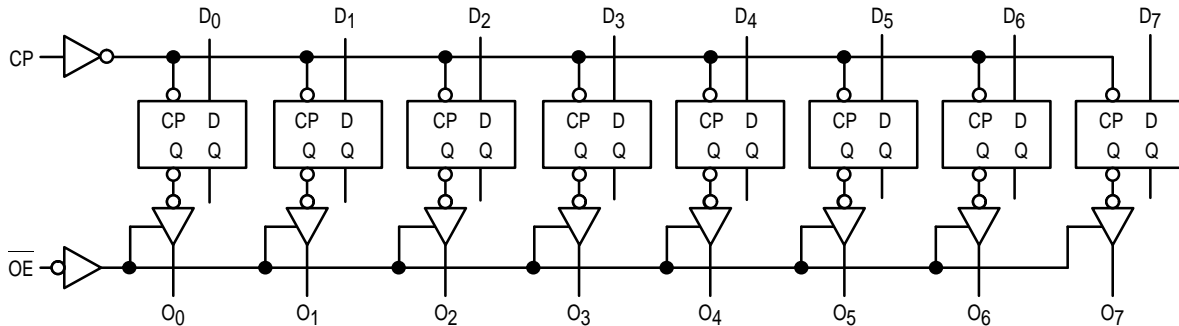 D0 D1 D2 D3 D4 D5 D6 D7
CP
CP D CP D CP D CP D CP D CP D CP D CP D
Q Q Q Q Q Q Q Q Q Q Q Q Q Q Q Q
O̅E̅
O0 O1 O2 O3 O4 O5 O6 O7